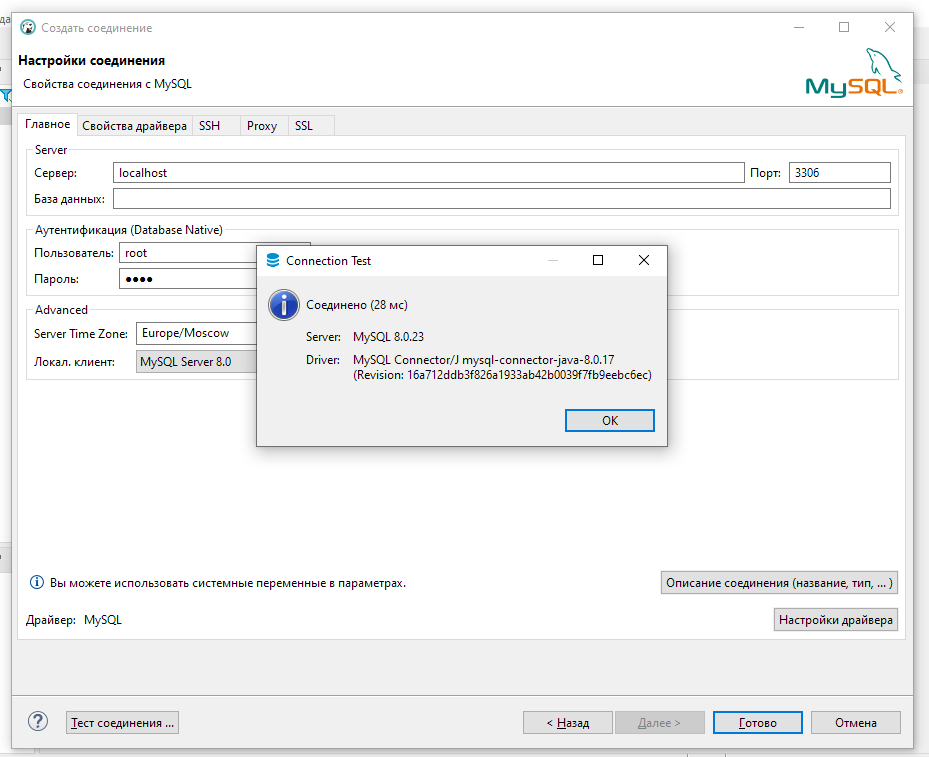 Создать соединение
Настройки соединения
Свойства соединения с MySQL
MySQL®
Главное Свойства драйвера SSH Proxy SSL
Server
Сервер: localhost Порт: 3306
База данных:
Аутентификация (Database Native)
Пользователь: root
Пароль: ••••
Advanced
Server Time Zone: Europe/Moscow
Локал. клиент: MySQL Server 8.0
Connection Test
Соединено (28 мс)
Server: MySQL 8.0.23
Driver: MySQL Connector/J mysql-connector-java-8.0.17
(Revision: 16a712ddb3f826a1933ab42b0039f7fb9eebc6ec)
OK
Вы можете использовать системные переменные в параметрах.
Описание соединения (название, тип, ... )
Драйвер: MySQL
Настройки драйвера
Тест соединения ...
< Назад
Далее >
Готово
Отмена